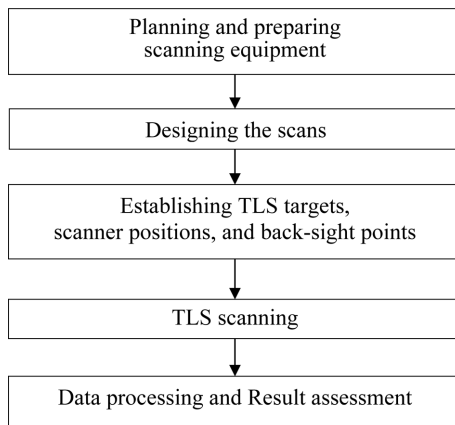 Planning and preparing
scanning equipment
Designing the scans
Establishing TLS targets,
scanner positions, and back-sight points
TLS scanning
Data processing and Result assessment